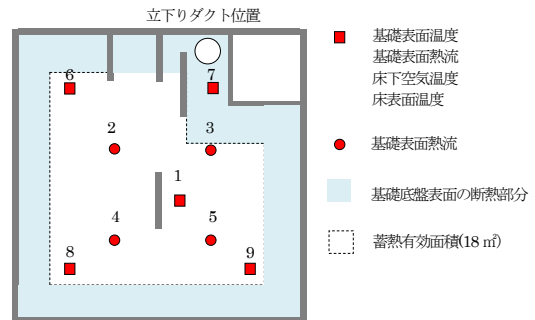 立下りダクト位置
6
7
2
3
1
4
5
8
9
基礎表面温度
基礎表面熱流
床下空気温度
床表面温度
基礎表面熱流
基礎底盤表面の断熱部分
蓄熱有効面積(18 ㎡)